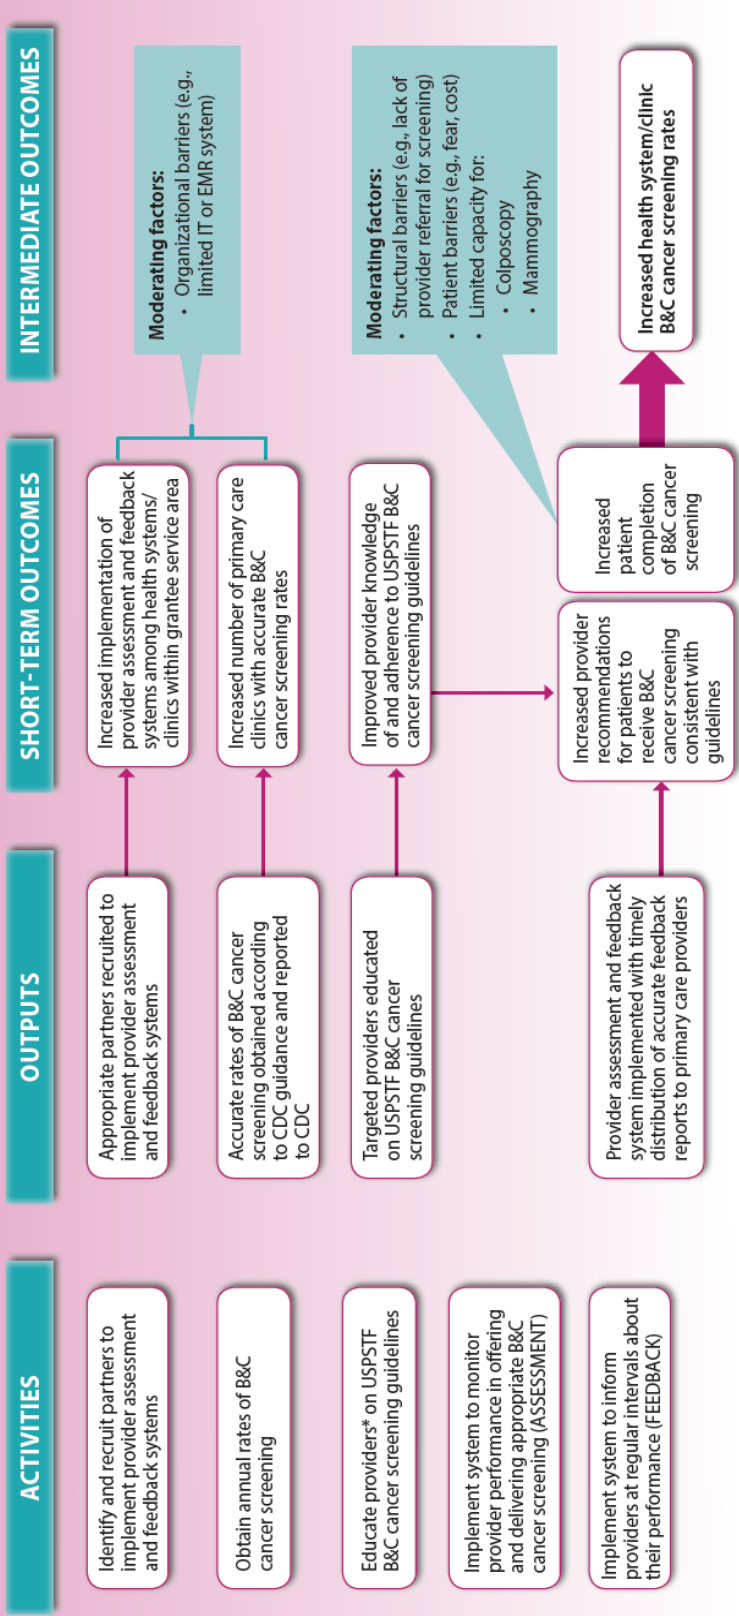 ACTIVITIES
Identify and recruit partners to
implement provider assessment
and feedback systems
Obtain annual rates of B&C
cancer screening
Educate providers* on USPSTF
B&C cancer screening guidelines
Implement system to monitor
provider performance in offering
and delivering appropriate B&C
cancer screening (ASSESSMENT)
Implement system to inform
providers at regular intervals about
their performance (FEEDBACK)
OUTPUTS
Appropriate partners recruited to
implement provider assessment
and feedback systems
Accurate rates of B&C cancer
screening obtained according
to CDC guidance and reported
to CDC
Targeted providers educated
on USPSTF B&C cancer
screening guidelines
Provider assessment and feedback
system implemented with timely
distribution of accurate feedback
reports to primary care providers
SHORT-TERM OUTCOMES
Increased implementation of
provider assessment and feedback
systems among health systems/
clinics within grantee service area
Increased number of primary care
clinics with accurate B&C
cancer screening rates
Improved provider knowledge
of and adherence to USPSTF B&C
cancer screening guidelines
Increased provider
recommendations
for patients to
receive B&C
cancer screening
consistent with
guidelines
Increased
patient
completion
of B&C cancer
screening
INTERMEDIATE OUTCOMES
Moderating factors:
• Organizational barriers (e.g.,
limited IT or EMR system)
Moderating factors:
• Structural barriers (e.g., lack of
provider referral for screening)
• Patient barriers (e.g., fear, cost)
• Limited capacity for:
• Colposcopy
• Mammography
Increased health system/clinic
B&C cancer screening rates